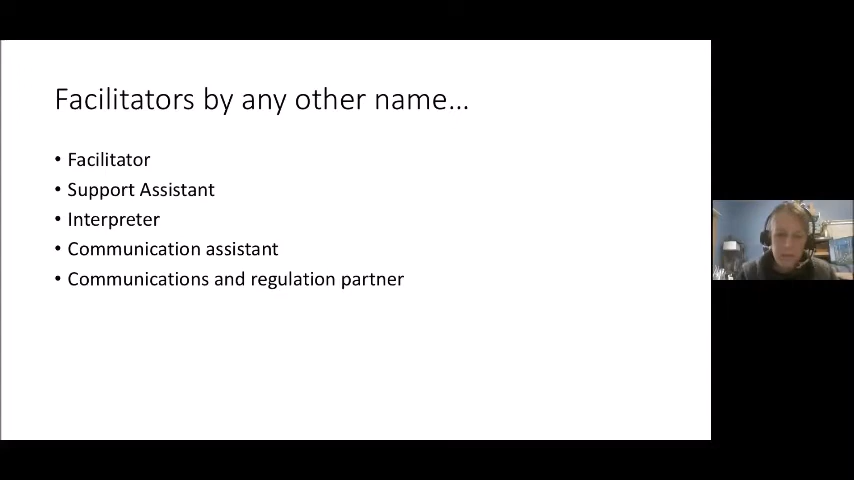 Facilitators by any other name...
• Facilitator
• Support Assistant
• Interpreter
• Communication assistant
• Communications and regulation partner